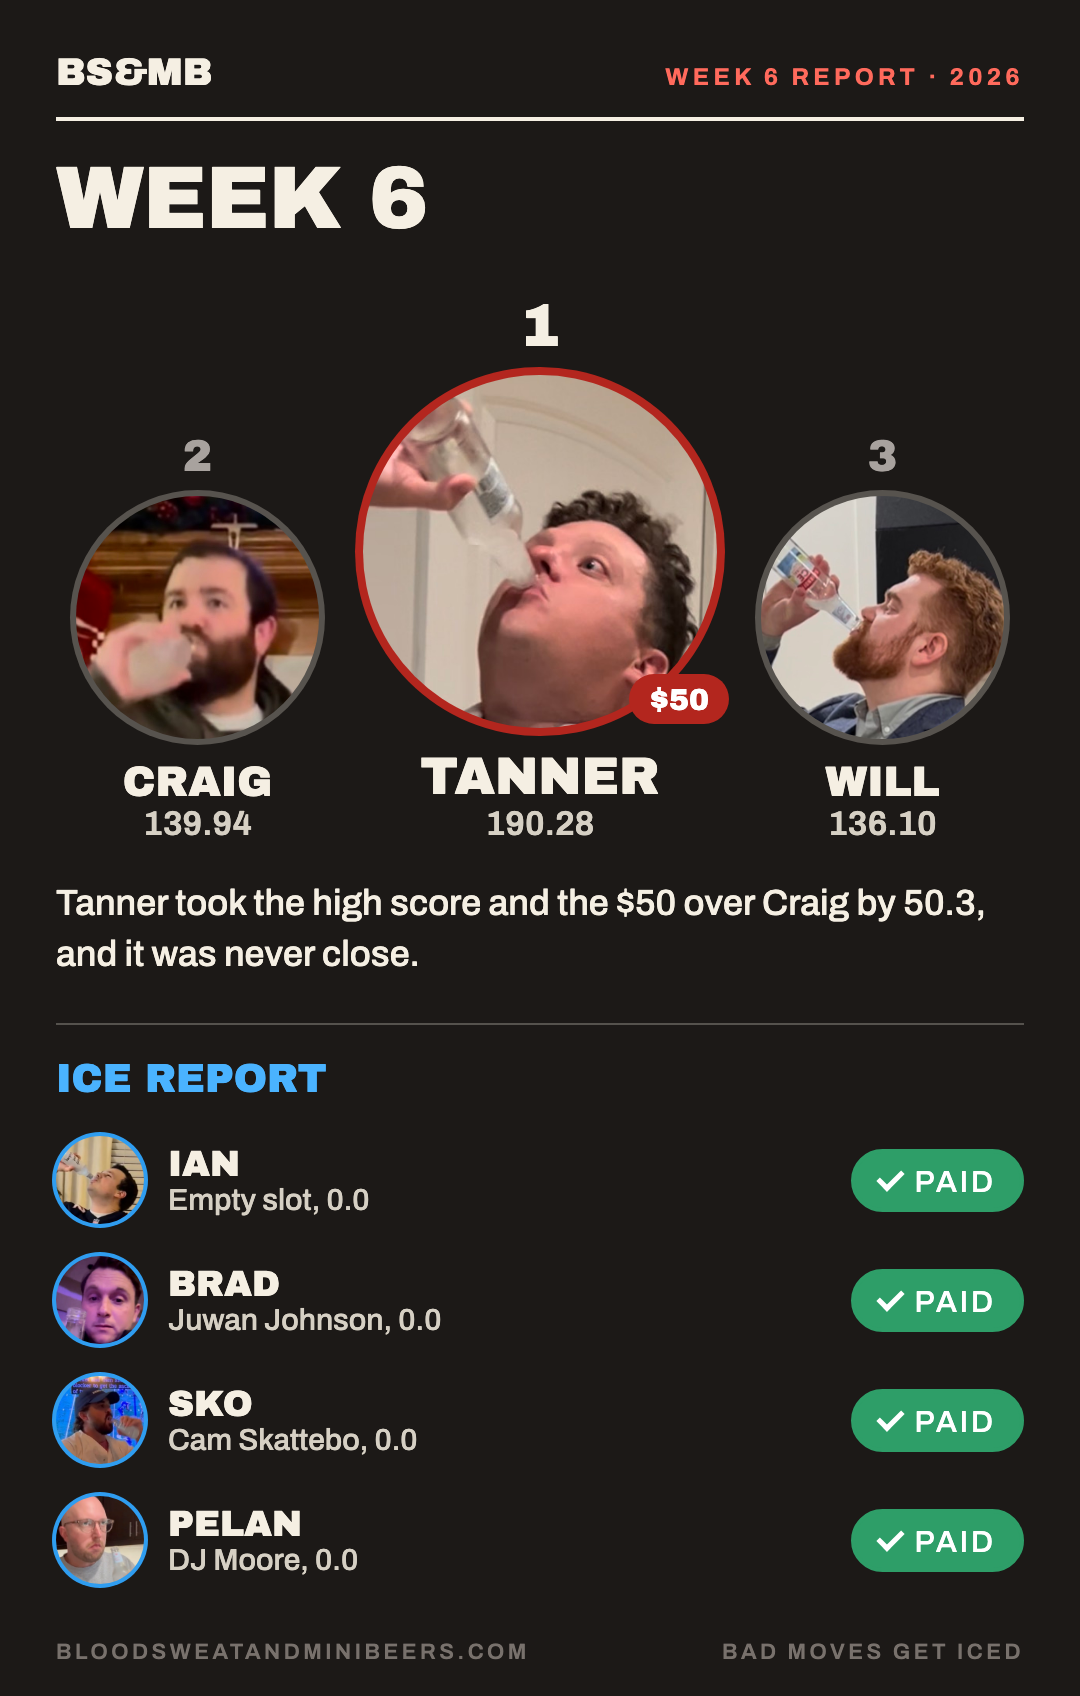 BS&MB
WEEK 6 REPORT · 2026
WEEK 6
1
2
3
$50
CRAIG
139.94
TANNER
190.28
WILL
136.10
Tanner took the high score and the $50 over Craig by 50.3,
and it was never close.
ICE REPORT
IAN
Empty slot, 0.0
✓ PAID
BRAD
Juwan Johnson, 0.0
✓ PAID
SKO
Cam Skattebo, 0.0
✓ PAID
PELAN
DJ Moore, 0.0
✓ PAID
BLOODSWEATANDMINIBEERS.COM
BAD MOVES GET ICED